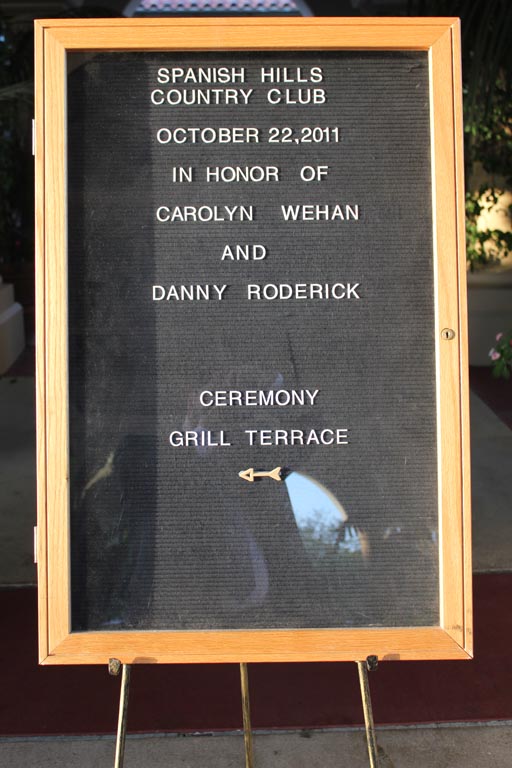 SPANISH HILLS
COUNTRY CLUB
OCTOBER 22,2011
IN HONOR OF
CAROLYN WEHAN
AND
DANNY RODERICK
CEREMONY
GRILL TERRACE